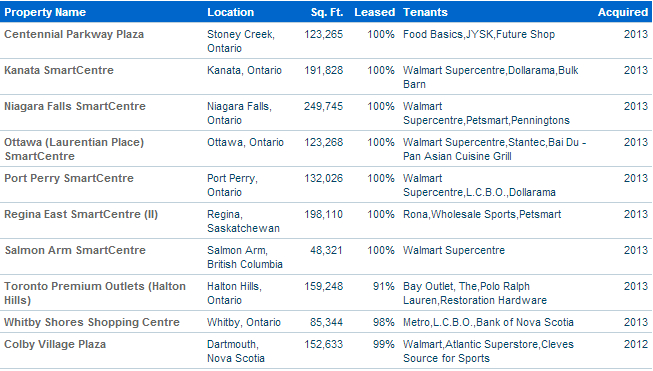 Property Name Location Sq. Ft. Leased Tenants Acquired
Centennial Parkway Plaza Stoney Creek, 123,265 100% Food Basics,JYSK,Future Shop 2013
Ontario
Kanata SmartCentre Kanata, Ontario 191,828 100% Walmart Supercentre,Dollarama,Bulk 2013
Barn
Niagara Falls SmartCentre Niagara Falls, 249,745 100% Walmart 2013
Ontario Supercentre,Petsmart,Penningtons
Ottawa (Laurentian Place) Ottawa, Ontario 123,268 100% Walmart Supercentre,Stantec,Bai Du - 2013
SmartCentre Pan Asian Cuisine Grill
Port Perry SmartCentre Port Perry, 132,026 100% Walmart 2013
Ontario Supercentre,L.C.B.O.,Dollarama
Regina East SmartCentre (II) Regina, 198,110 100% Rona,Wholesale Sports,Petsmart 2013
Saskatchewan
Salmon Arm SmartCentre Salmon Arm, 48,321 100% Walmart Supercentre 2013
British Columbia
Toronto Premium Outlets (Halton Halton Hills, 159,248 91% Bay Outlet, The,Polo Ralph 2013
Hills) Ontario Lauren,Restoration Hardware
Whitby Shores Shopping Centre Whitby, Ontario 85,344 98% Metro,L.C.B.O.,Bank of Nova Scotia 2013
Colby Village Plaza Dartmouth, 152,633 99% Walmart,Atlantic Superstore,Cleves 2012
Nova Scotia Source for Sports